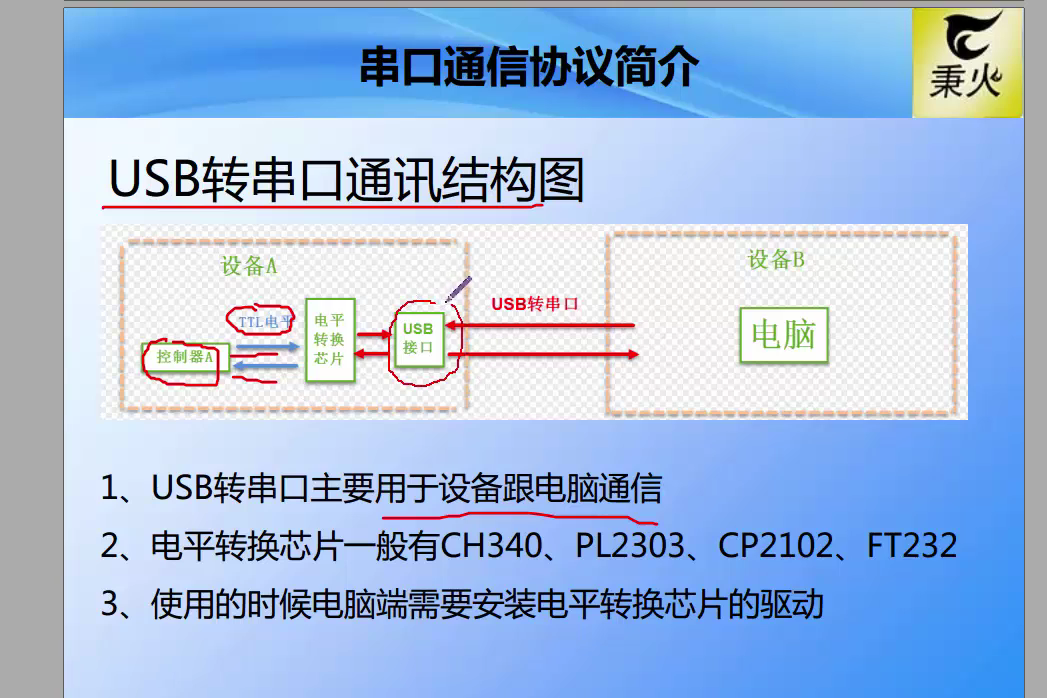 串口通信协议简介
秉火
USB转串口通讯结构图
设备A
设备B
TTL电平
控制器A
电平
转换
芯片
USB
接口
USB转串口
电脑
1、USB转串口主要用于设备跟电脑通信
2、电平转换芯片一般有CH340、PL2303、CP2102、FT232
3、使用的时候电脑端需要安装电平转换芯片的驱动